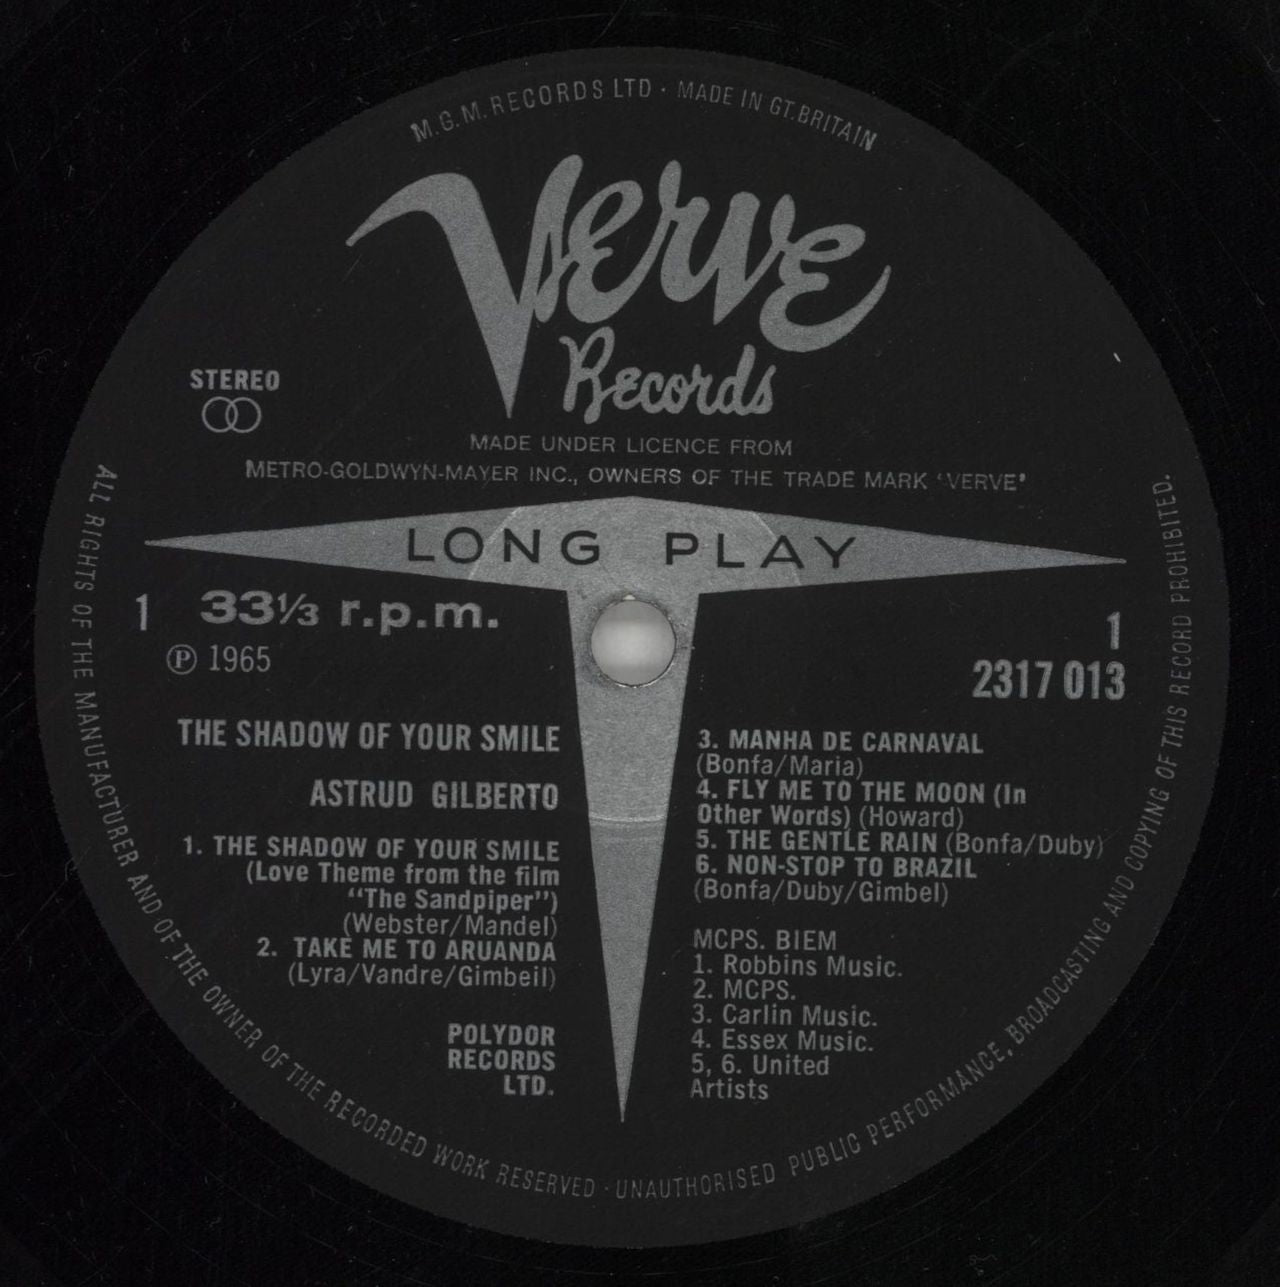 M.G.M. RECORDS LTD · MADE IN GT. BRITAIN
Verve
Records
STEREO
MADE UNDER LICENCE FROM
METRO-GOLDWYN-MAYER INC., OWNERS OF THE TRADE MARK 'VERVE'
LONG PLAY
1 33⅓ r.p.m.
℗ 1965
1
2317 013
THE SHADOW OF YOUR SMILE
ASTRUD GILBERTO
1. THE SHADOW OF YOUR SMILE
(Love Theme from the film
"The Sandpiper")
(Webster/Mandel)
2. TAKE ME TO ARUANDA
(Lyra/Vandre/Gimbeil)
POLYDOR
RECORDS
LTD.
3. MANHA DE CARNAVAL
(Bonfa/Maria)
4. FLY ME TO THE MOON (In
Other Words) (Howard)
5. THE GENTLE RAIN (Bonfa/Duby)
6. NON-STOP TO BRAZIL
(Bonfa/Duby/Gimbel)
MCPS. BIEM
1. Robbins Music.
2. MCPS.
3. Carlin Music.
4. Essex Music.
5, 6. United
Artists
ALL RIGHTS OF THE MANUFACTURER AND OF THE OWNER OF THE RECORDED WORK RESERVED · UNAUTHORISED PUBLIC PERFORMANCE, BROADCASTING AND COPYING OF THIS RECORD PROHIBITED.